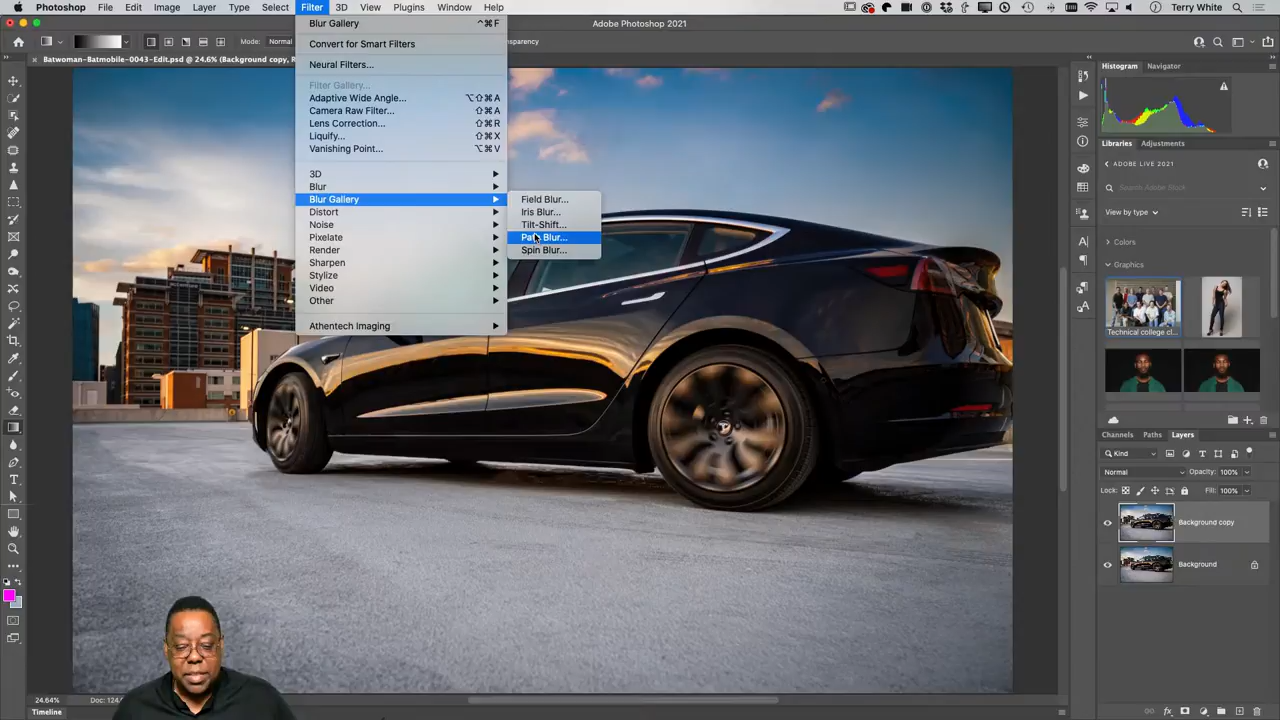 Photoshop File Edit Image Layer Type Select Filter 3D View Plugins Window Help
Terry White
Adobe Photoshop 2021
Mode: Normal
Batwoman-Batmobile-0043-Edit.psd @ 24.6% (Background copy, R
Blur Gallery ^⌘F
Convert for Smart Filters
Neural Filters...
Filter Gallery...
Adaptive Wide Angle... ⌥⇧⌘A
Camera Raw Filter... ⇧⌘A
Lens Correction... ⇧⌘R
Liquify... ⇧⌘X
Vanishing Point... ⌥⌘V
3D
Blur
Blur Gallery
Distort
Noise
Pixelate
Render
Sharpen
Stylize
Video
Other
Athentech Imaging
Field Blur...
Iris Blur...
Tilt-Shift...
Blur...
Spin Blur...
Histogram Navigator
Libraries Adjustments
ADOBE LIVE 2021
Search Adobe Stock
View by type
Colors
Graphics
Technical college cl...
Channels Paths Layers
Kind
Normal Opacity: 100%
Lock: Fill: 100%
Background copy
Background
24.64% Doc: 124.
Timeline